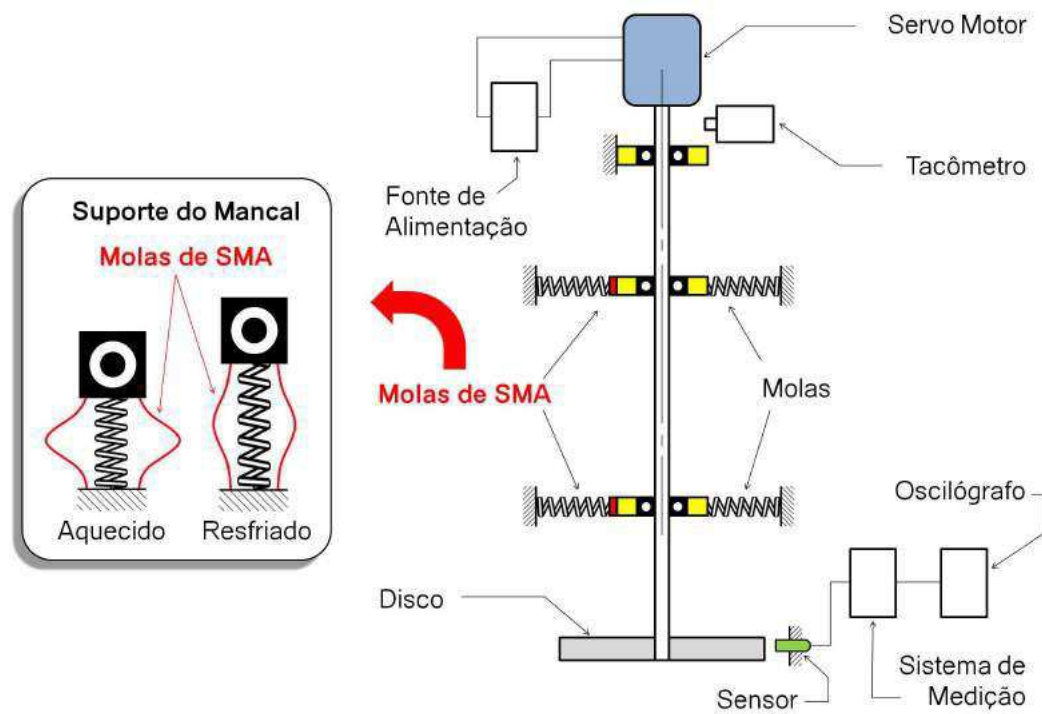 Servo Motor
Tacômetro
Fonte de
Alimentação
Suporte do Mancal
Molas de SMA
Aquecido
Resfriado
Molas de SMA
Molas
Oscilógrafo
Disco
Sensor
Sistema de
Medição